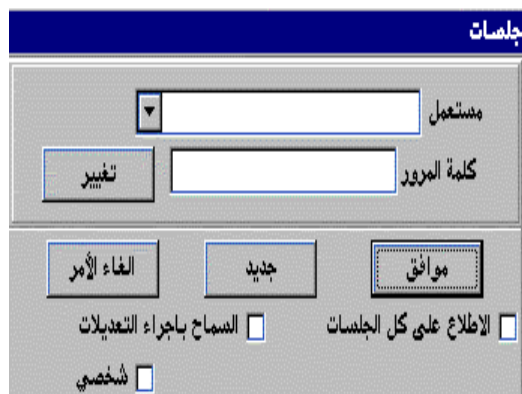 جلسات
مستعمل
كلمة المرور تغيير
موافق جديد الغاء الأمر
الاطلاع على كل الجلسات السماح باجراء التعديلات
شخصي